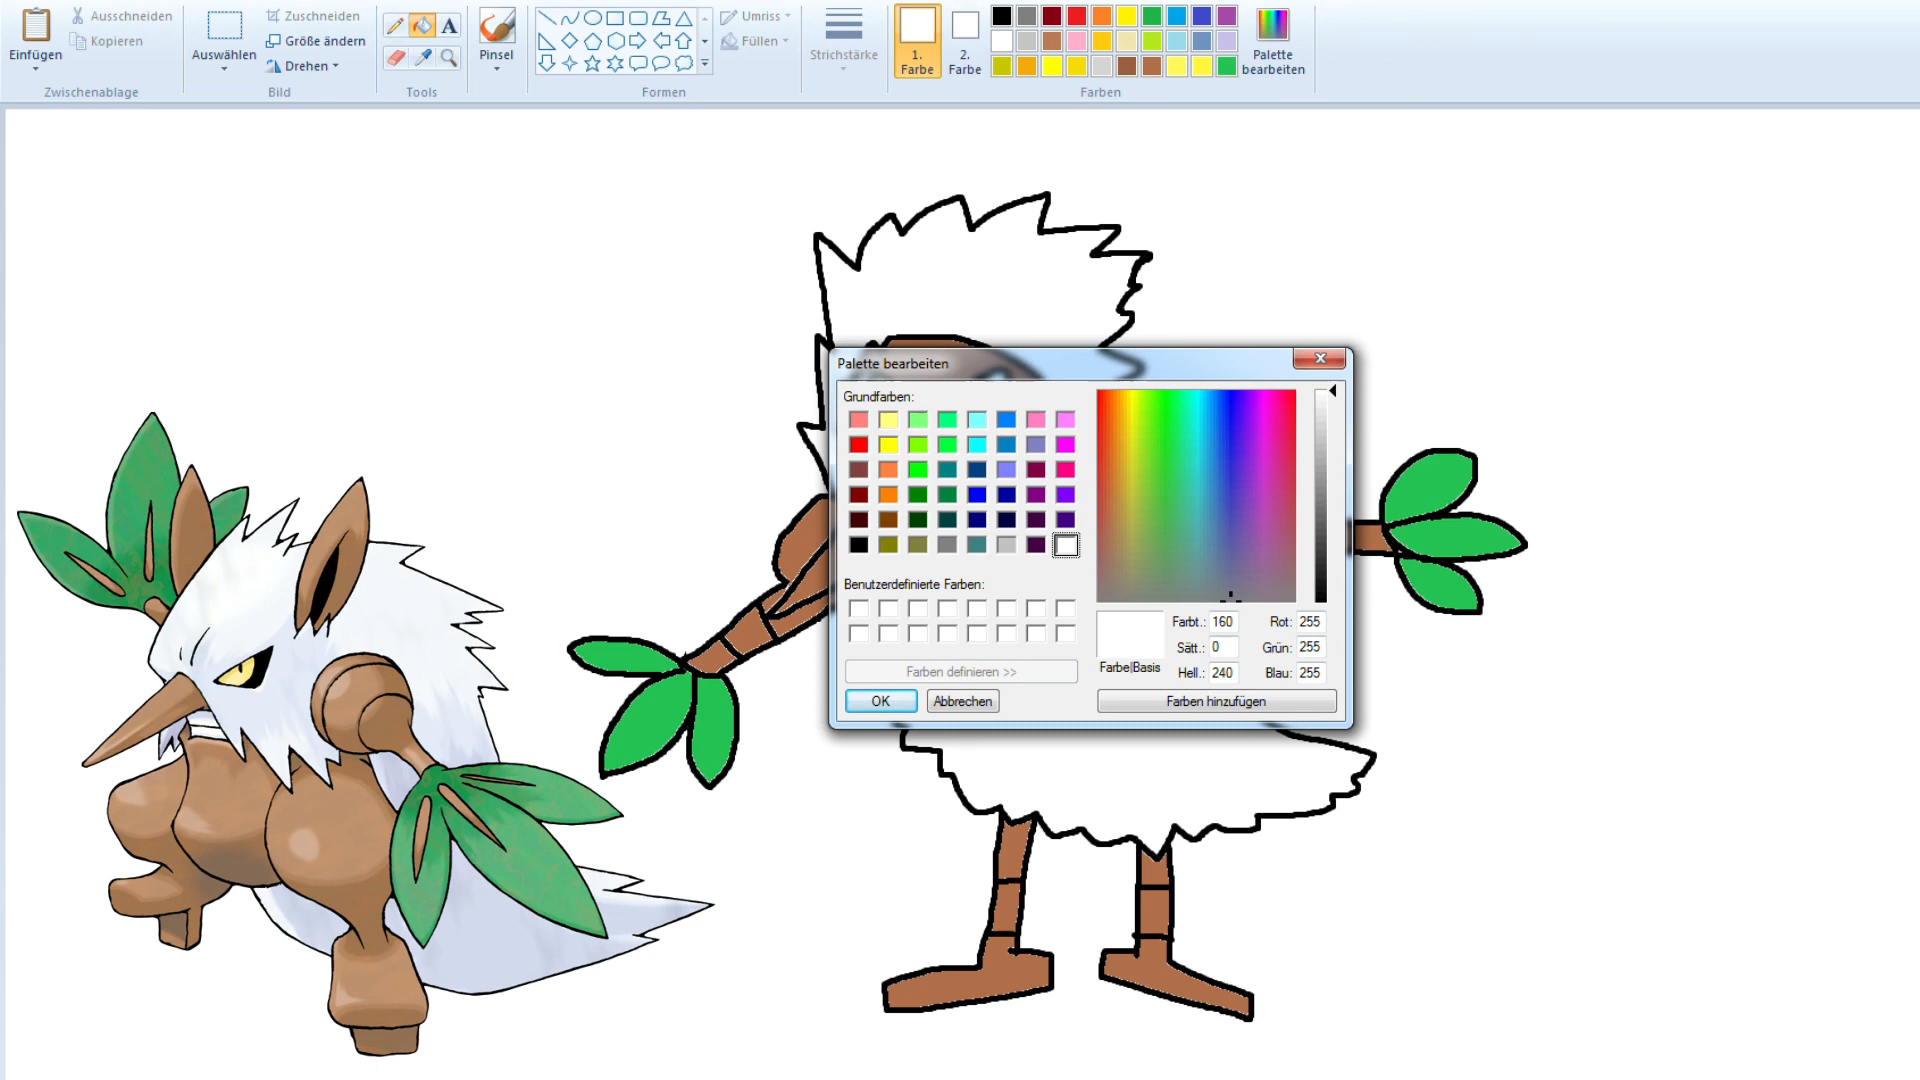 Einfügen
Ausschneiden
Kopieren
Zwischenablage
Auswählen
Zuschneiden
Größe ändern
Drehen
Bild
A
Tools
Pinsel
Formen
Umriss
Füllen
Strichstärke
1.
Farbe
2.
Farbe
Palette
bearbeiten
Farben
Palette bearbeiten
Grundfarben:
Benutzerdefinierte Farben:
Farben definieren >>
OK
Abbrechen
Farbe|Basis
Farbt.: 160
Sätt.: 0
Hell.: 240
Rot: 255
Grün: 255
Blau: 255
Farben hinzufügen